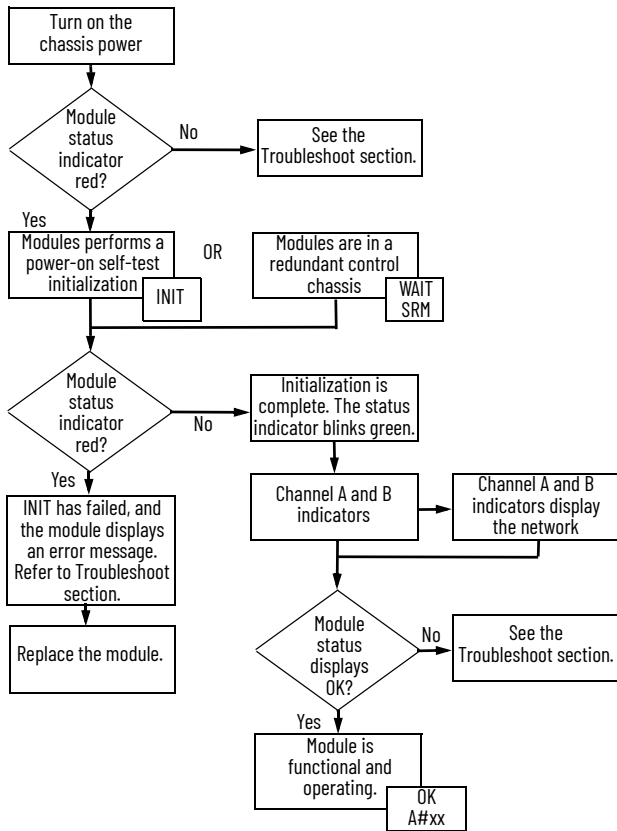 Turn on the
chassis power
Module
status
indicator
red?
No
See the
Troubleshoot section.
Yes
Modules performs a
power-on self-test
initialization
INIT
OR
Modules are in a
redundant control
chassis
WAIT
SRM
Module
status
indicator
red?
No
Initialization is
complete. The status
indicator blinks green.
Yes
INIT has failed, and
the module displays
an error message.
Refer to Troubleshoot
section.
Replace the module.
Channel A and B
indicators
Channel A and B
indicators display
the network
Module
status
displays
OK?
No
See the
Troubleshoot section.
Yes
Module is
functional and
operating.
OK
A#xx